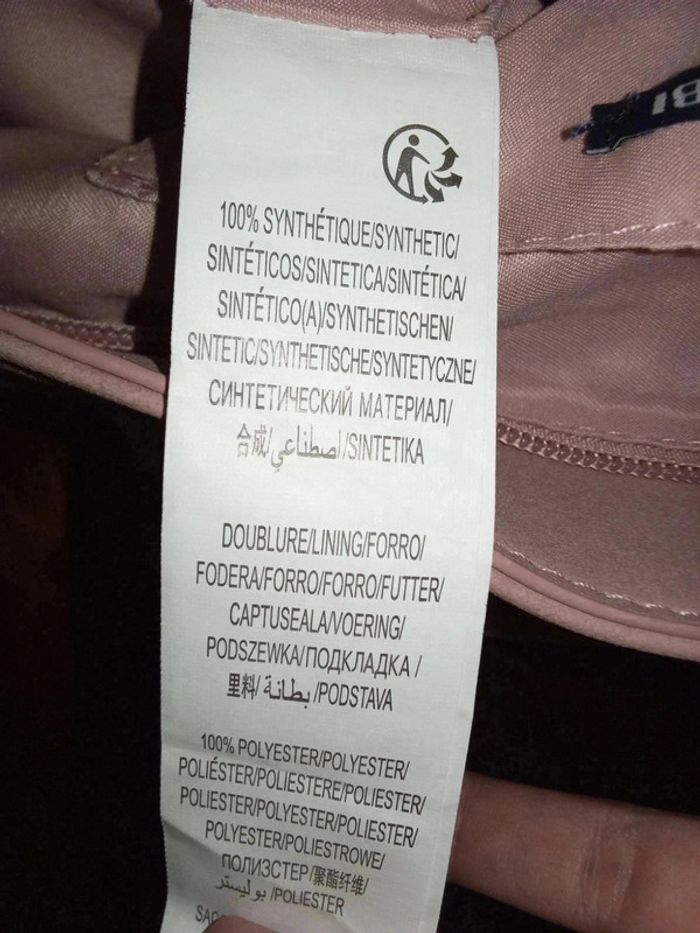 BI
100% SYNTHÉTIQUE/SYNTHETIC/
SINTÉTICOS/SINTETICA/SINTÉTICA/
SINTÉTICO(A)/SYNTHETISCHEN/
SINTETIC/SYNTHETISCHE/SYNTETYCZNE/
СИНТЕТИЧЕСКИЙ МАТЕРИАЛ/
合成/اصطناعي/SINTETIKA
DOUBLURE/LINING/FORRO/
FODERA/FORRO/FORRO/FUTTER/
CAPTUSEALA/VOERING/
PODSZEWKA/ПОДКЛАДКА /
里料/ بطانة /PODSTAVA
100% POLYESTER/POLYESTER/
POLIÉSTER/POLIESTERE/POLIESTER/
POLIESTER/POLYESTER/POLIESTER/
POLYESTER/POLIESTROWE/
ПОЛИЭСТЕР/聚酯纤维/
بوليستر /POLIESTER